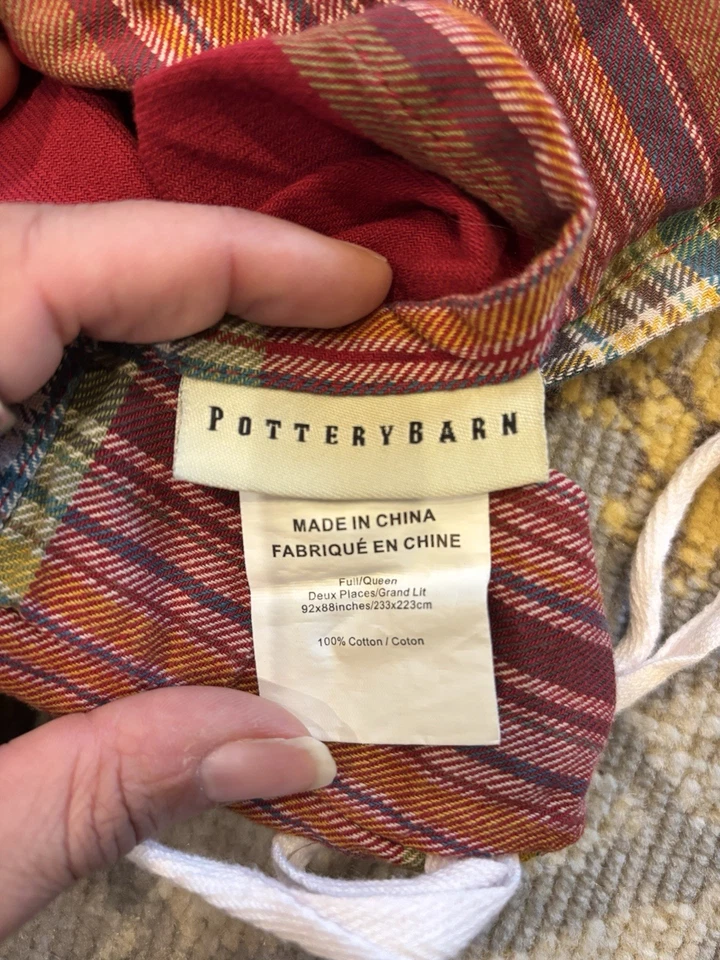 POTTERYBARN
MADE IN CHINA
FABRIQUÉ EN CHINE
Full/Queen
Deux Places/Grand Lit
92x88inches/233x223cm
100% Cotton / Coton